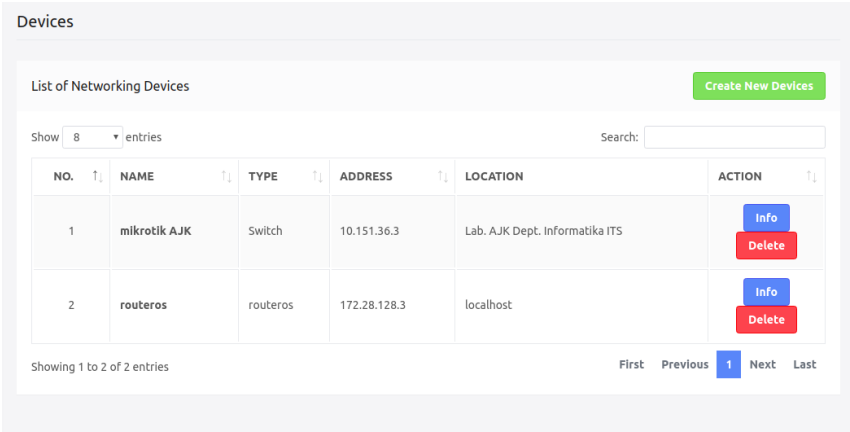 Devices
List of Networking Devices Create New Devices
Show 8 entries Search:
NO. NAME TYPE ADDRESS LOCATION ACTION
1 mikrotik AJK Switch 10.151.36.3 Lab. AJK Dept. Informatika ITS Info
Delete
2 routeros routeros 172.28.128.3 localhost Info
Delete
Showing 1 to 2 of 2 entries First Previous 1 Next Last